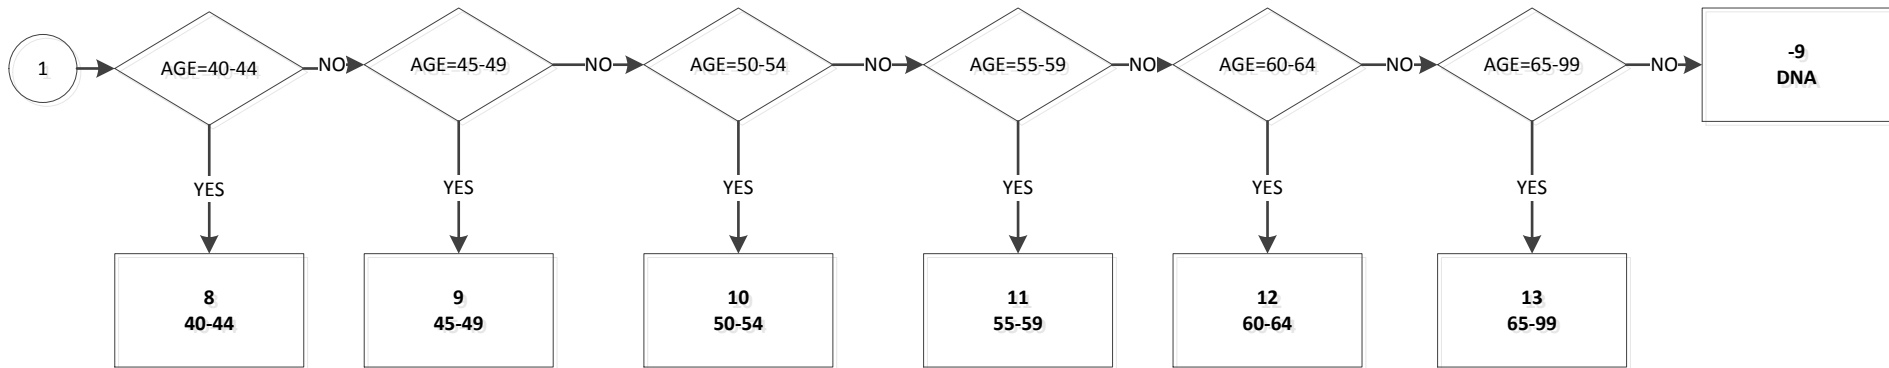 1
AGE=40-44
NO
AGE=45-49
NO
AGE=50-54
NO
AGE=55-59
NO
AGE=60-64
NO
AGE=65-99
NO
-9
DNA
YES
YES
YES
YES
YES
YES
8
40-44
9
45-49
10
50-54
11
55-59
12
60-64
13
65-99